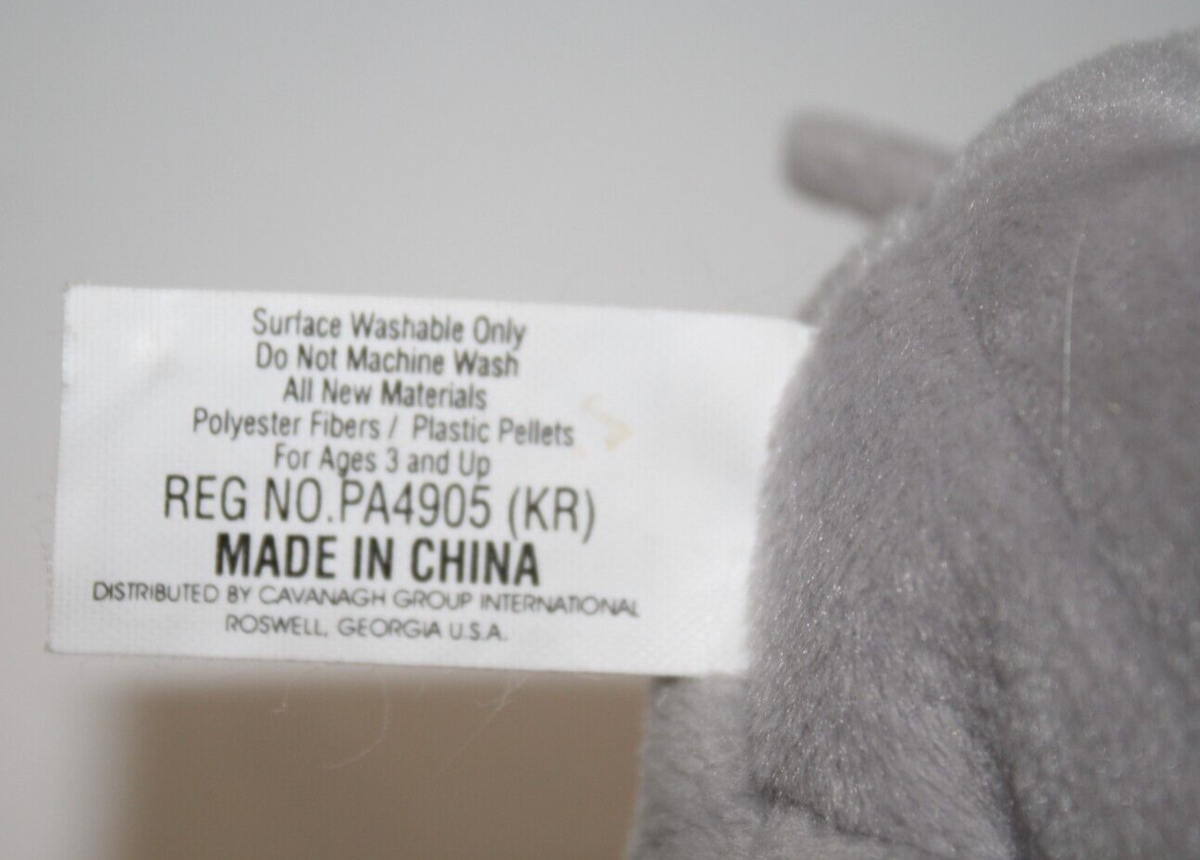 Surface Washable Only
Do Not Machine Wash
All New Materials
Polyester Fibers / Plastic Pellets
For Ages 3 and Up
REG NO.PA4905 (KR)
MADE IN CHINA
DISTRIBUTED BY CAVANAGH GROUP INTERNATIONAL
ROSWELL, GEORGIA U.S.A.